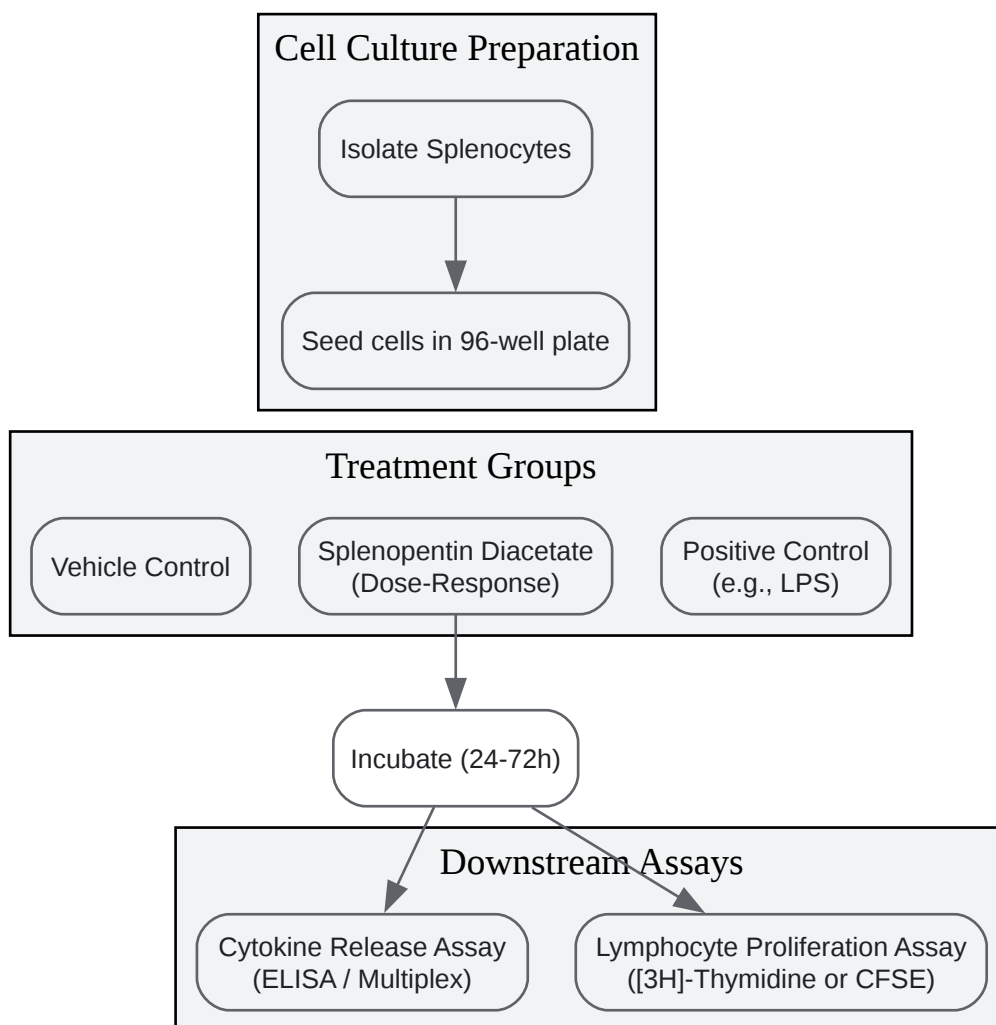 Cell Culture Preparation
Isolate Splenocytes
Seed cells in 96-well plate
Treatment Groups
Vehicle Control
Splenopentin Diacetate
(Dose-Response)
Positive Control
(e.g., LPS)
Incubate (24-72h)
Downstream Assays
Cytokine Release Assay
(ELISA / Multiplex)
Lymphocyte Proliferation Assay
([3H]-Thymidine or CFSE)